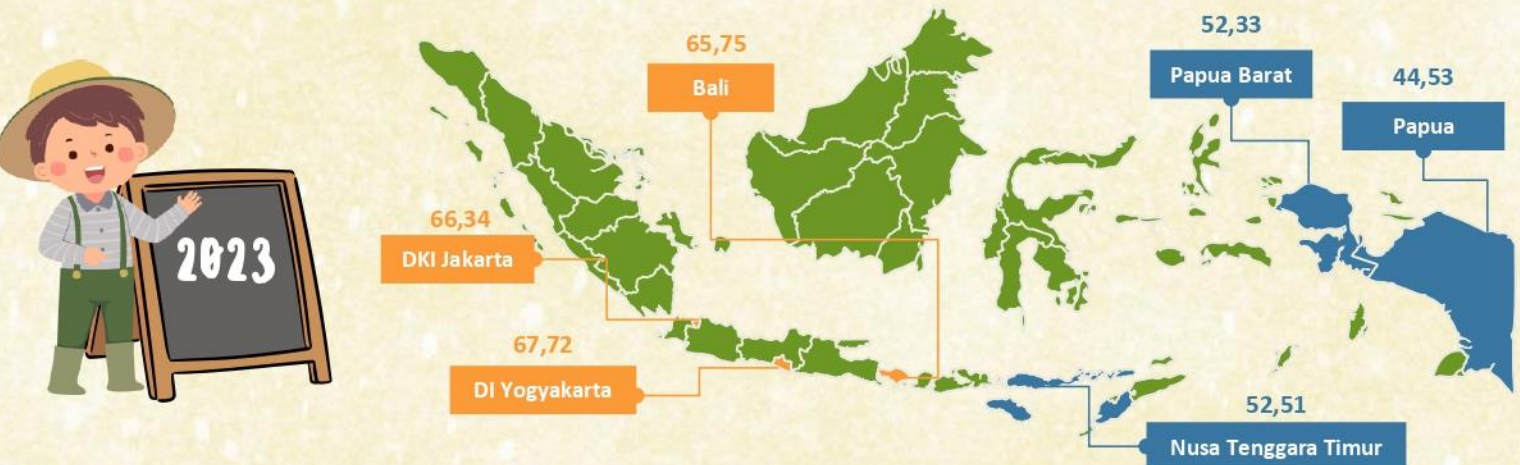 2023
65,75
Bali
66,34
DKI Jakarta
67,72
DI Yogyakarta
52,33
Papua Barat
44,53
Papua
52,51
Nusa Tenggara Timur